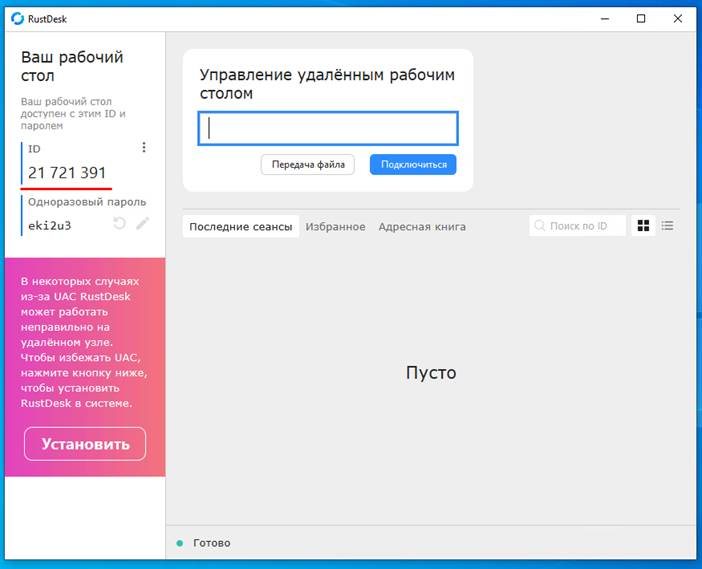 RustDesk
Ваш рабочий
стол
Ваш рабочий стол
доступен с этим ID и
паролем
ID
21 721 391
Одноразовый пароль
eki2u3
В некоторых случаях
из-за UAC RustDesk
может работать
неправильно на
удалённом узле.
Чтобы избежать UAC,
нажмите кнопку ниже,
чтобы установить
RustDesk в системе.
Установить
Управление удалённым рабочим
столом
Передача файла
Подключиться
Последние сеансы
Избранное
Адресная книга
Поиск по ID
Пусто
Готово